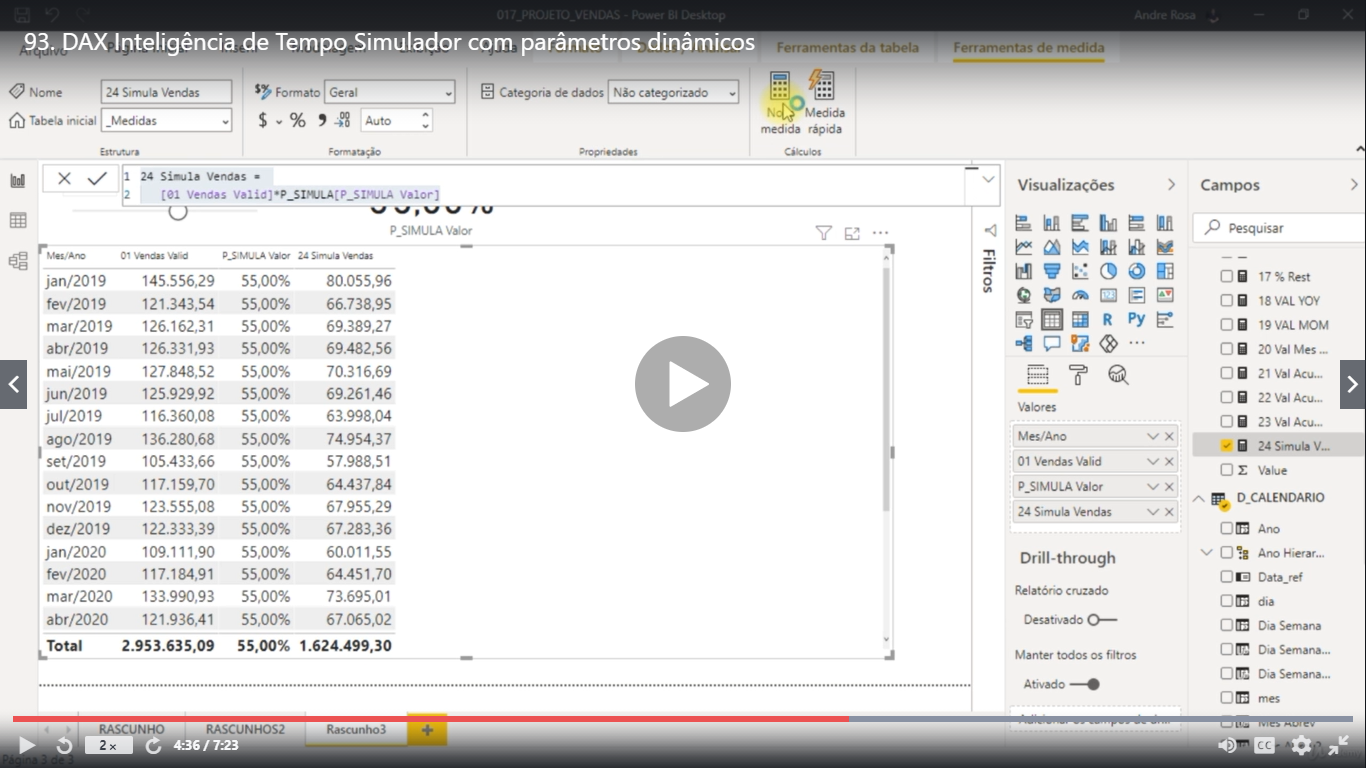 017_PROJETO_VENDAS - Power BI Desktop
Andre Rosa
93. DAX Inteligência de Tempo Simulador com parâmetros dinâmicos
Arquivo
Ferramentas da tabela
Ferramentas de medida
Nome
24 Simula Vendas
Formato
Geral
Categoria de dados
Não categorizado
Tabela inicial
_Medidas
$ % 9
Auto
medida
Medida rápida
Estrutura
Formatação
Propriedades
Cálculos
1 24 Simula Vendas =
2 [01 Vendas Valid]*P_SIMULA[P_SIMULA Valor]
P_SIMULA Valor
Mes/Ano 01 Vendas Valid P_SIMULA Valor 24 Simula Vendas
jan/2019 145.556,29 55,00% 80.055,96
fev/2019 121.343,54 55,00% 66.738,95
mar/2019 126.162,31 55,00% 69.389,27
abr/2019 126.331,93 55,00% 69.482,56
mai/2019 127.848,52 55,00% 70.316,69
jun/2019 125.929,92 55,00% 69.261,46
jul/2019 116.360,08 55,00% 63.998,04
ago/2019 136.280,68 55,00% 74.954,37
set/2019 105.433,66 55,00% 57.988,51
out/2019 117.159,70 55,00% 64.437,84
nov/2019 123.555,08 55,00% 67.955,29
dez/2019 122.333,39 55,00% 67.283,36
jan/2020 109.111,90 55,00% 60.011,55
fev/2020 117.184,91 55,00% 64.451,70
mar/2020 133.990,93 55,00% 73.695,01
abr/2020 121.936,41 55,00% 67.065,02
Total 2.953.635,09 55,00% 1.624.499,30
Filtros
Visualizações
R Py
Valores
Mes/Ano
01 Vendas Valid
P_SIMULA Valor
24 Simula Vendas
Drill-through
Relatório cruzado
Desativado
Manter todos os filtros
Ativado
Campos
Pesquisar
17 % Rest
18 VAL YOY
19 VAL MOM
20 Val Mes ...
21 Val Acu...
22 Val Acu...
23 Val Acu...
24 Simula V...
Σ Value
D_CALENDARIO
Ano
Ano Hierar...
Data_ref
dia
Dia Semana
Dia Semana...
Dia Semana...
mes
Mes Abrev
RASCUNHO
RASCUNHOS2
Rascunho3
+
2x
4:36 / 7:23
CC
Página 3 de 3